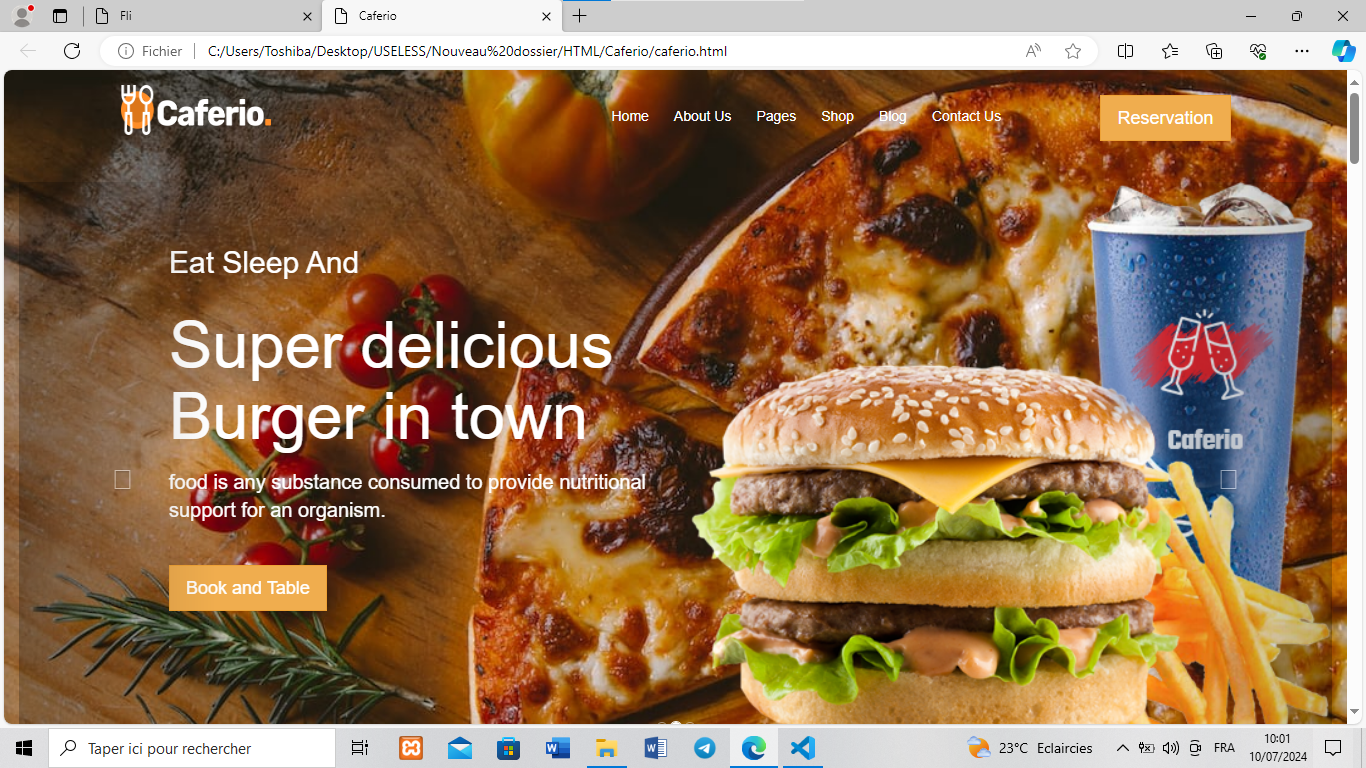 Fli
Caferio
Fichier
C:/Users/Toshiba/Desktop/USELESS/Nouveau%20dossier/HTML/Caferio/caferio.html
Caferio.
Home
About Us
Pages
Shop
Blog
Contact Us
Reservation
Eat Sleep And
Super delicious
Burger in town
food is any substance consumed to provide nutritional
support for an organism.
Book and Table
Caferio
Taper ici pour rechercher
23°C Eclaircies
FRA
10:01
10/07/2024